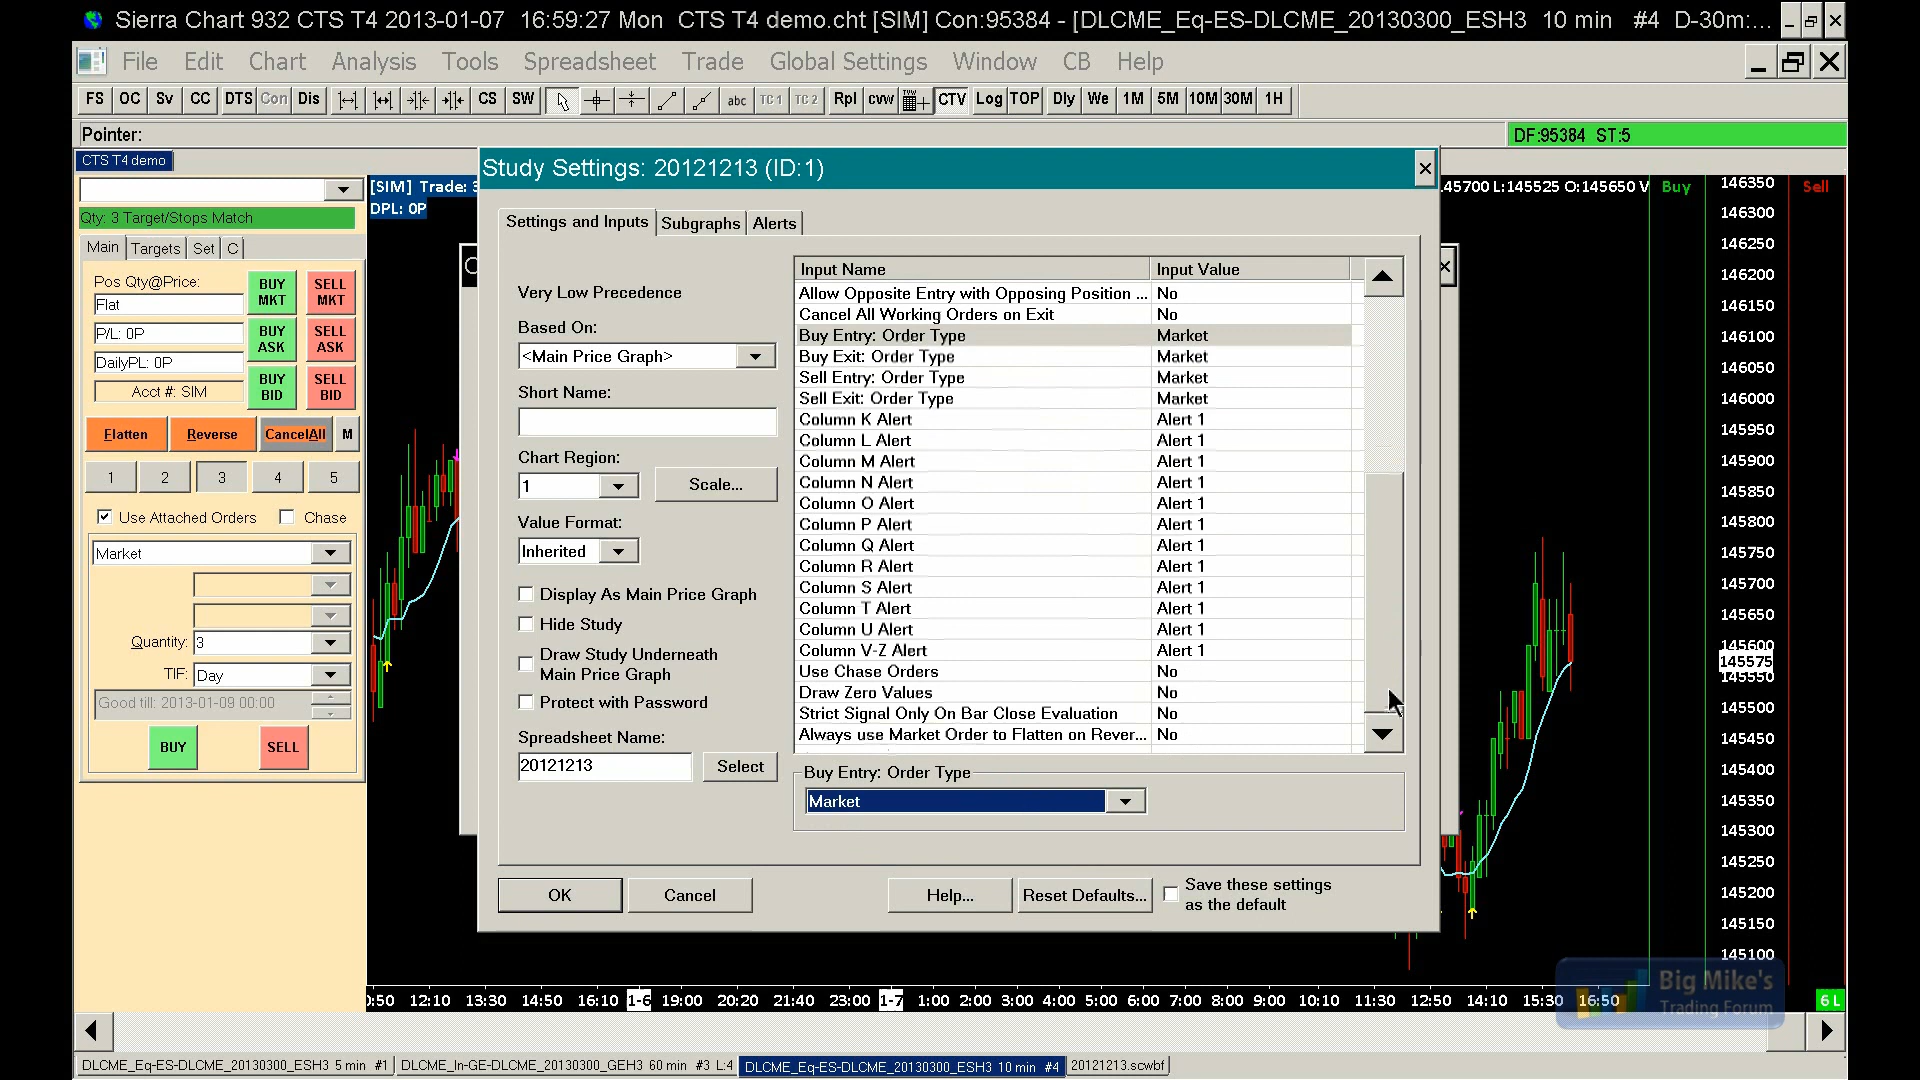 Sierra Chart 932 CTS T4 2013-01-07 16:59:27 Mon CTS T4 demo.cht [SIM] Con:95384 - [DLCME_Eq-ES-DLCME_20130300_ESH3 10 min #4 D-30m:...
File Edit Chart Analysis Tools Spreadsheet Trade Global Settings Window CB Help
FS OC Sv CC DTS Con Dis CS SW abc TC 1 TC 2 Rpl cvw CTV Log TOP Dly We 1M 5M 10M 30M 1H
Pointer:
DF:95384 ST:5
CTS T4 demo
Qty: 3 Target/Stops Match
Main Targets Set C
Pos Qty@Price:
Flat
P/L: 0P
DailyPL: 0P
Acct #: SIM
BUY MKT
SELL MKT
BUY ASK
SELL ASK
BUY BID
SELL BID
Flatten Reverse CancelAll M
1 2 3 4 5
Use Attached Orders Chase
Market
Quantity: 3
TIF: Day
Good till: 2013-01-09 00:00
BUY SELL
[SIM] Trade: 3
DPL: 0P
Study Settings: 20121213 (ID:1)
Settings and Inputs Subgraphs Alerts
Very Low Precedence
Based On:
<Main Price Graph>
Short Name:
Chart Region:
1
Scale...
Value Format:
Inherited
Display As Main Price Graph
Hide Study
Draw Study Underneath
Main Price Graph
Protect with Password
Spreadsheet Name:
20121213
Select
Input Name Input Value
Allow Opposite Entry with Opposing Position ... No
Cancel All Working Orders on Exit No
Buy Entry: Order Type Market
Buy Exit: Order Type Market
Sell Entry: Order Type Market
Sell Exit: Order Type Market
Column K Alert Alert 1
Column L Alert Alert 1
Column M Alert Alert 1
Column N Alert Alert 1
Column O Alert Alert 1
Column P Alert Alert 1
Column Q Alert Alert 1
Column R Alert Alert 1
Column S Alert Alert 1
Column T Alert Alert 1
Column U Alert Alert 1
Column V-Z Alert Alert 1
Use Chase Orders No
Draw Zero Values No
Strict Signal Only On Bar Close Evaluation No
Always use Market Order to Flatten on Rever... No
Buy Entry: Order Type
Market
OK Cancel Help... Reset Defaults...
Save these settings
as the default
45700 L:145525 O:145650 V
Buy Sell
146350
146300
146250
146200
146150
146100
146050
146000
145950
145900
145850
145800
145750
145700
145650
145600
145575
145550
145500
145450
145400
145350
145300
145250
145200
145150
145100
Big Mike's
Trading Forum
0:50 12:10 13:30 14:50 16:10 1-6 19:00 20:20 21:40 23:00 1-7 1:00 2:00 3:00 4:00 5:00 6:00 7:00 8:00 9:00 10:10 11:30 12:50 14:10 15:30 16:50
6 L
DLCME_Eq-ES-DLCME_20130300_ESH3 5 min #1 DLCME_In-GE-DLCME_20130300_GEH3 60 min #3 L:4 DLCME_Eq-ES-DLCME_20130300_ESH3 10 min #4 20121213.scwbf